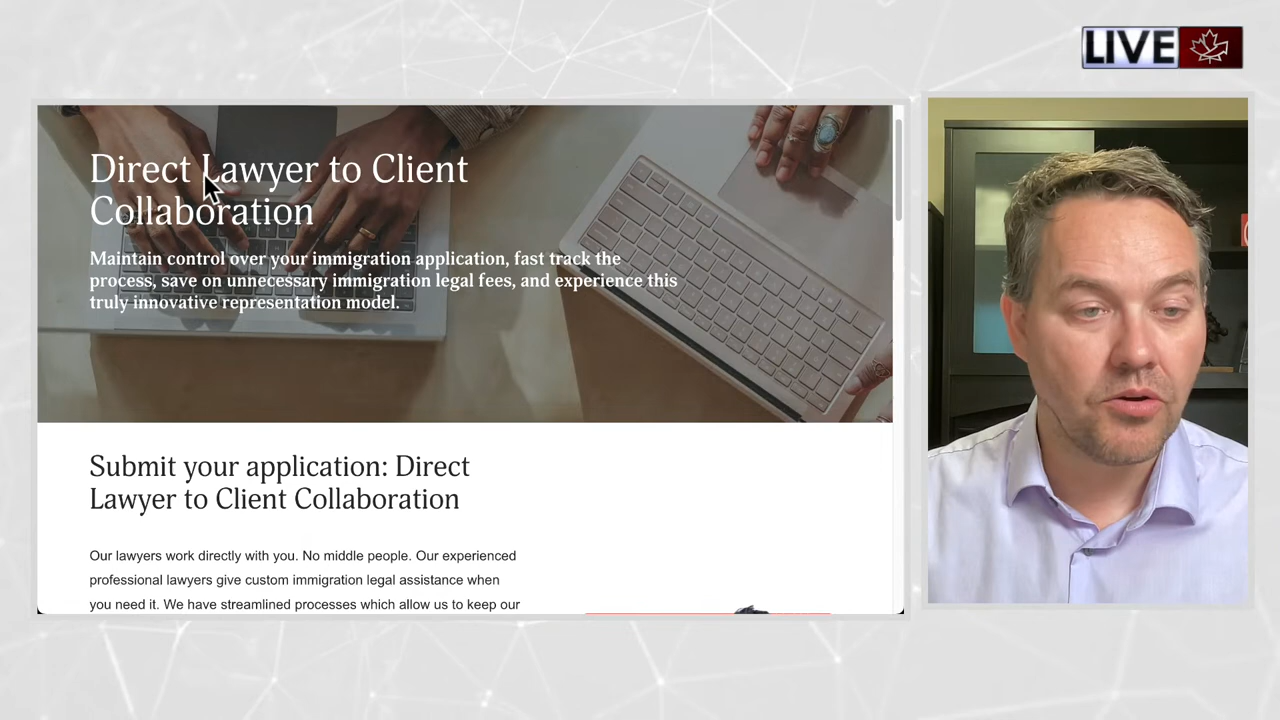 LIVE
Direct Lawyer to Client
Collaboration
Maintain control over your immigration application, fast track the
process, save on unnecessary immigration legal fees, and experience this
truly innovative representation model.
Submit your application: Direct
Lawyer to Client Collaboration
Our lawyers work directly with you. No middle people. Our experienced
professional lawyers give custom immigration legal assistance when
you need it. We have streamlined processes which allow us to keep our